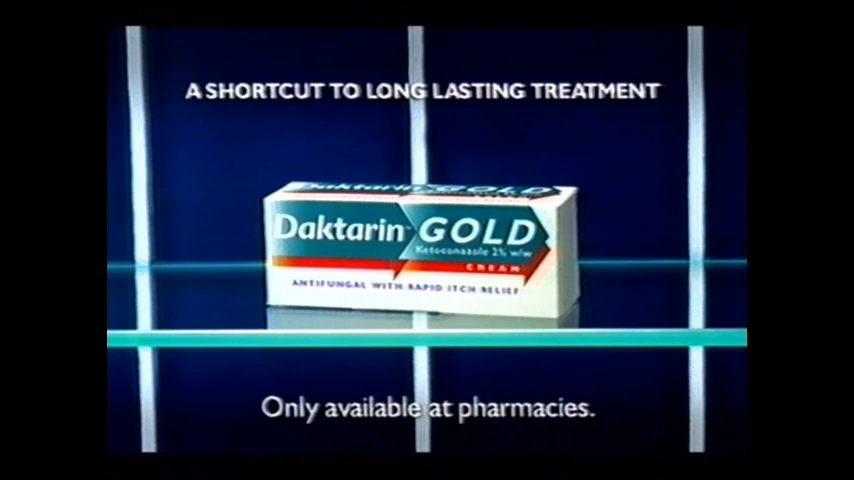 A SHORTCUT TO LONG LASTING TREATMENT
Daktarin GOLD
Daktarin™ GOLD
Ketoconazole 2% w/w
CREAM
ANTIFUNGAL WITH RAPID ITCH RELIEF
Only available at pharmacies.